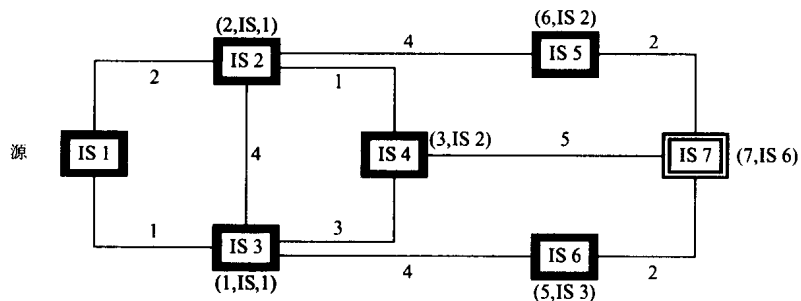 (2,IS,1)
(6,IS 2)
IS 2
4
IS 5
2
2
1
源
IS 1
4
IS 4
(3,IS 2)
5
IS 7
(7,IS 6)
1
IS 3
3
4
IS 6
2
(1,IS,1)
(5,IS 3)